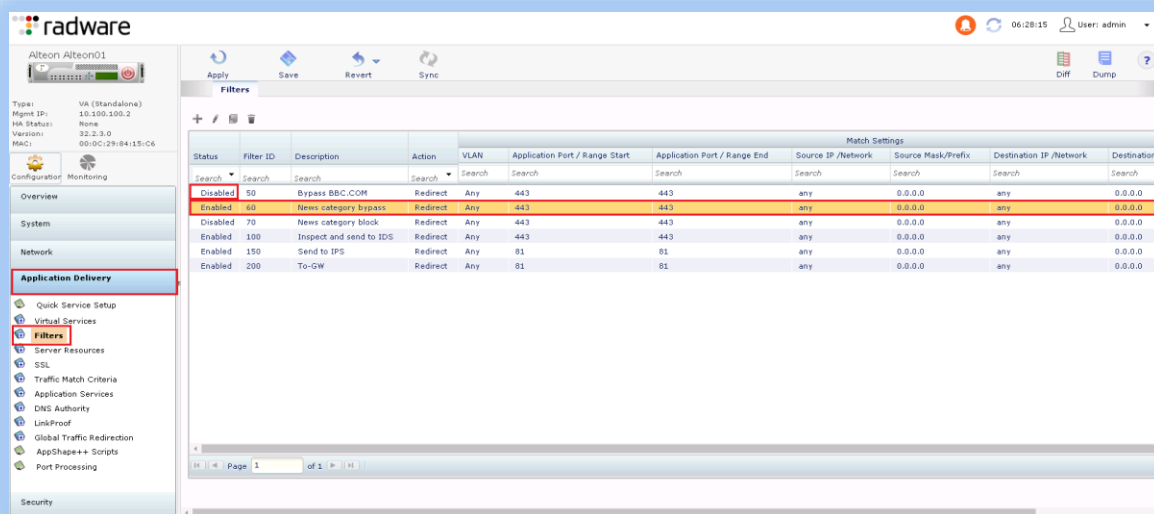 radware
06:28:15 User: admin
Alteon Alteon01
Apply Save Revert Sync Diff Dump ?
Filters
Type: VA (Standalone)
Mgmt IP: 10.100.100.2
HA Status: None
Version: 32.2.3.0
MAC: 00:0C:29:84:15:C6
Configuration Monitoring
Overview
System
Network
Application Delivery
Quick Service Setup
Virtual Services
Filters
Server Resources
SSL
Traffic Match Criteria
Application Services
DNS Authority
LinkProof
Global Traffic Redirection
AppShape++ Scripts
Port Processing
Security
Match Settings
Status Filter ID Description Action VLAN Application Port / Range Start Application Port / Range End Source IP /Network Source Mask/Prefix Destination IP /Network Destination
Search Search Search Search Search Search Search Search Search Search Search
Disabled 50 Bypass BBC.COM Redirect Any 443 443 any 0.0.0.0 any 0.0.0.0
Enabled 60 News category bypass Redirect Any 443 443 any 0.0.0.0 any 0.0.0.0
Disabled 70 News category block Redirect Any 443 443 any 0.0.0.0 any 0.0.0.0
Enabled 100 Inspect and send to IDS Redirect Any 443 443 any 0.0.0.0 any 0.0.0.0
Enabled 150 Send to IPS Redirect Any 81 81 any 0.0.0.0 any 0.0.0.0
Enabled 200 To-GW Redirect Any 81 81 any 0.0.0.0 any 0.0.0.0
Page 1 of 1